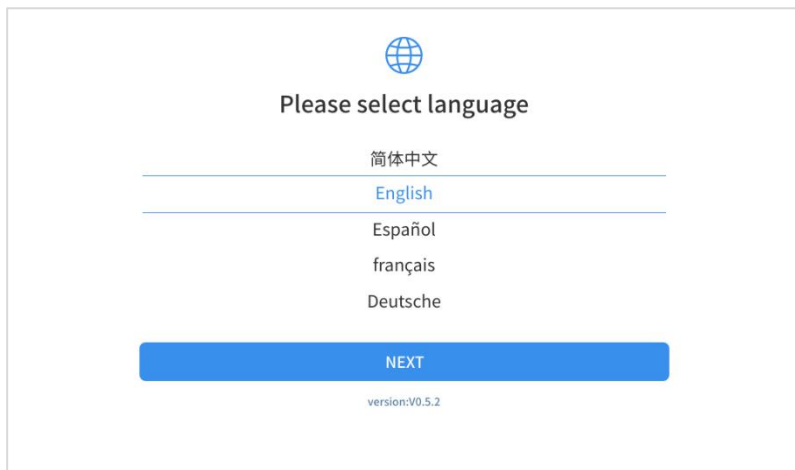 Please select language
简体中文
English
Español
français
Deutsche
NEXT
version:V0.5.2